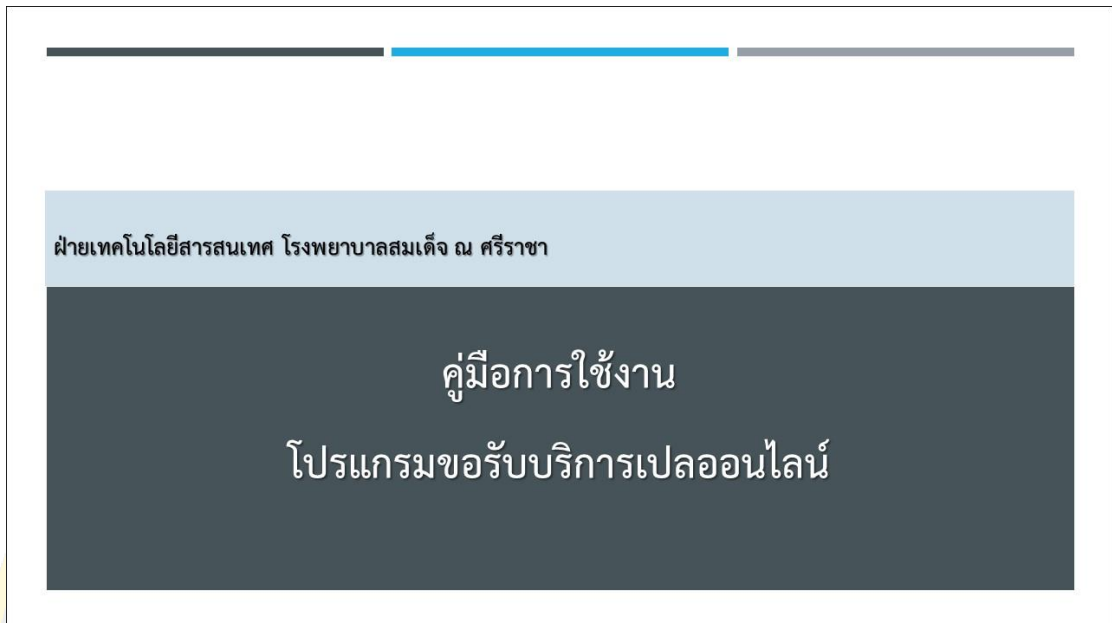 ฝ่ายเทคโนโลยีสารสนเทศ โรงพยาบาลสมเด็จ ณ ศรีราชา
คู่มือการใช้งาน
โปรแกรมขอรับบริการเปลออนไลน์